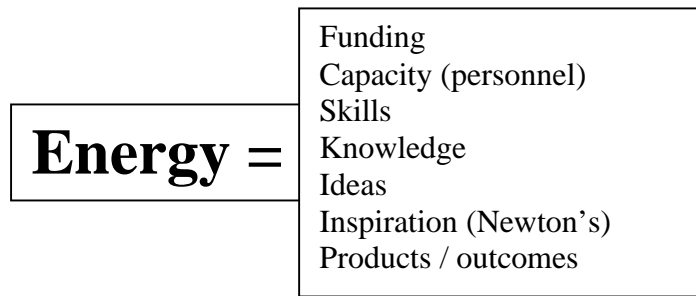 Energy =
Funding
Capacity (personnel)
Skills
Knowledge
Ideas
Inspiration (Newton’s)
Products / outcomes